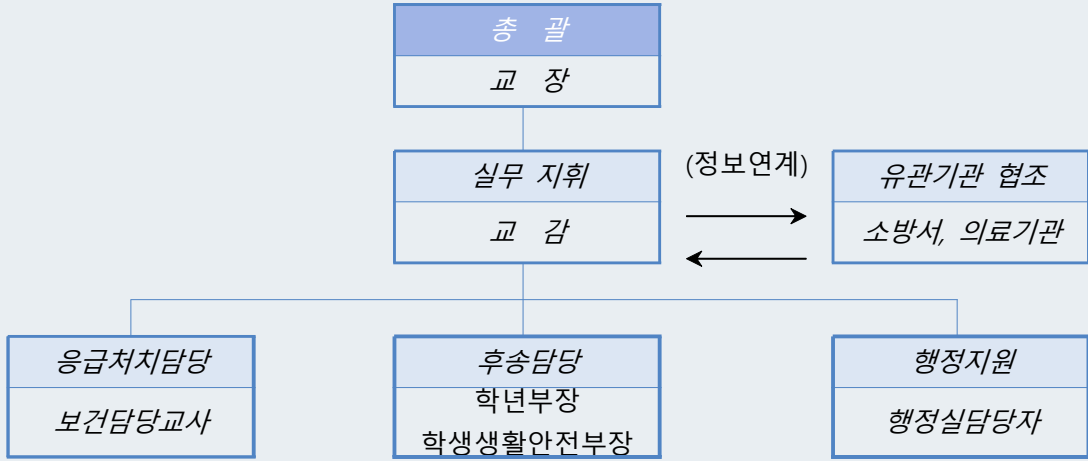 총 괄
교 장
실무 지휘
교 감
(정보연계)
유관기관 협조
소방서, 의료기관
응급처치담당
보건담당교사
후송담당
학년부장
학생생활안전부장
행정지원
행정실담당자